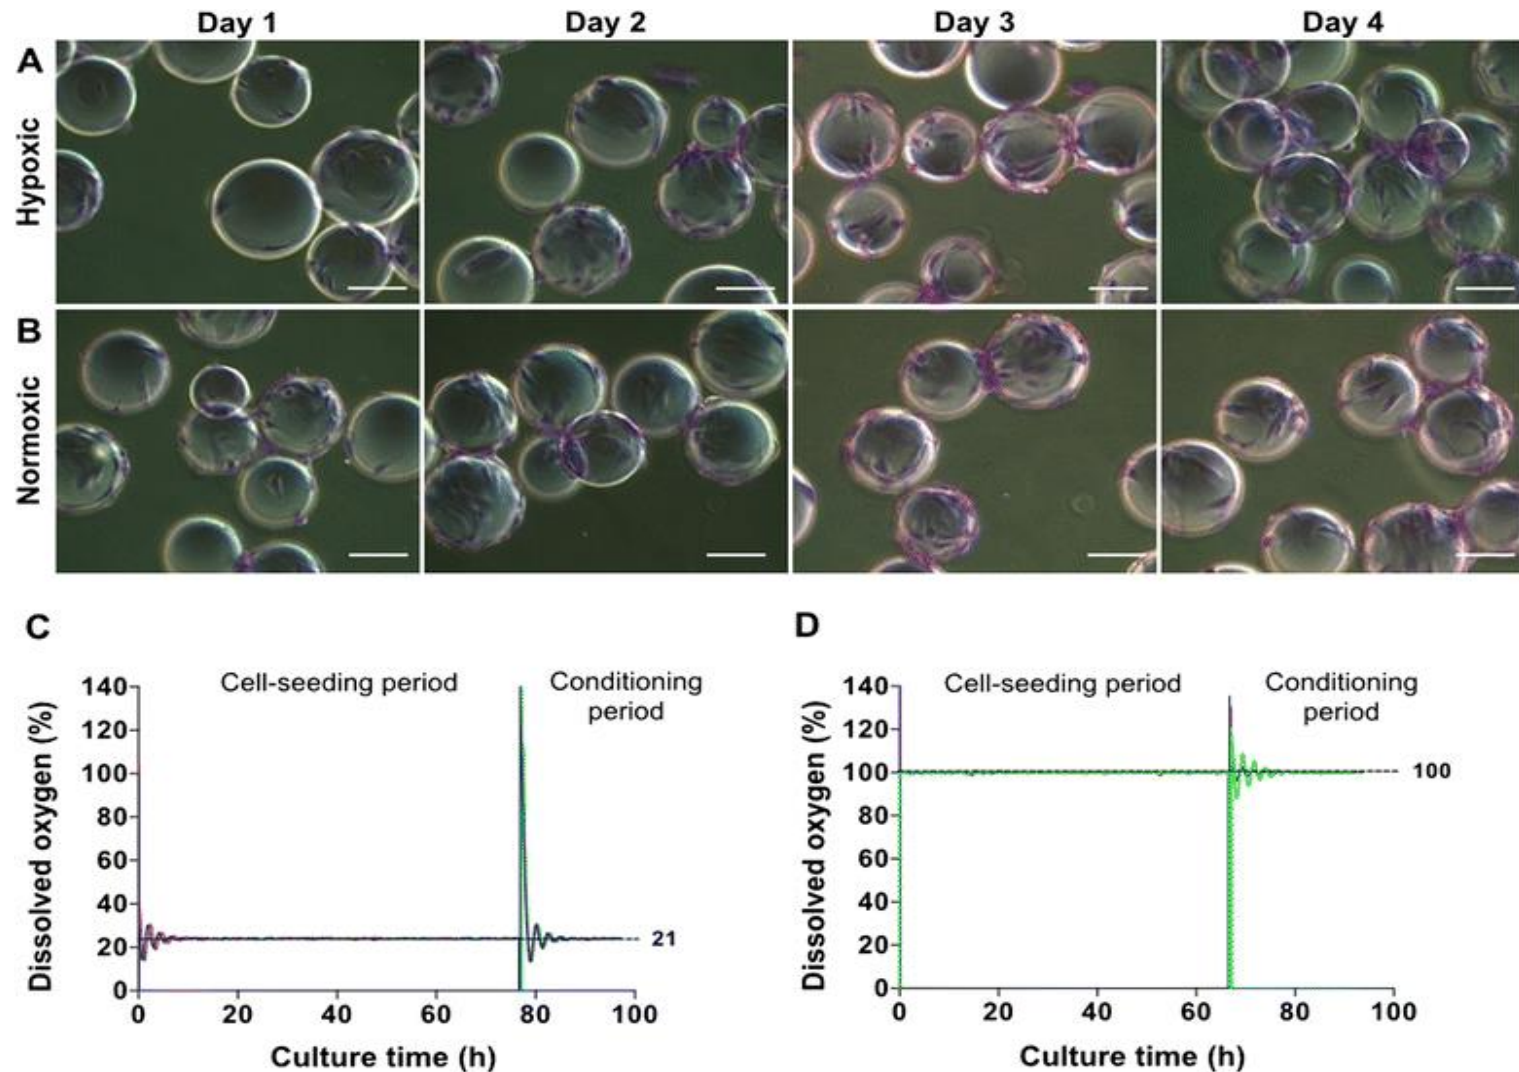 Day 1 Day 2 Day 3 Day 4
A
Hypoxic
B
Normoxic
C
D
Cell-seeding period
Conditioning
period
Dissolved oxygen (%)
140
120
100
80
60
40
20
0
21
0 20 40 60 80 100
Culture time (h)
Cell-seeding period
Conditioning
period
Dissolved oxygen (%)
140
120
100
80
60
40
20
0
100
0 20 40 60 80 100
Culture time (h)